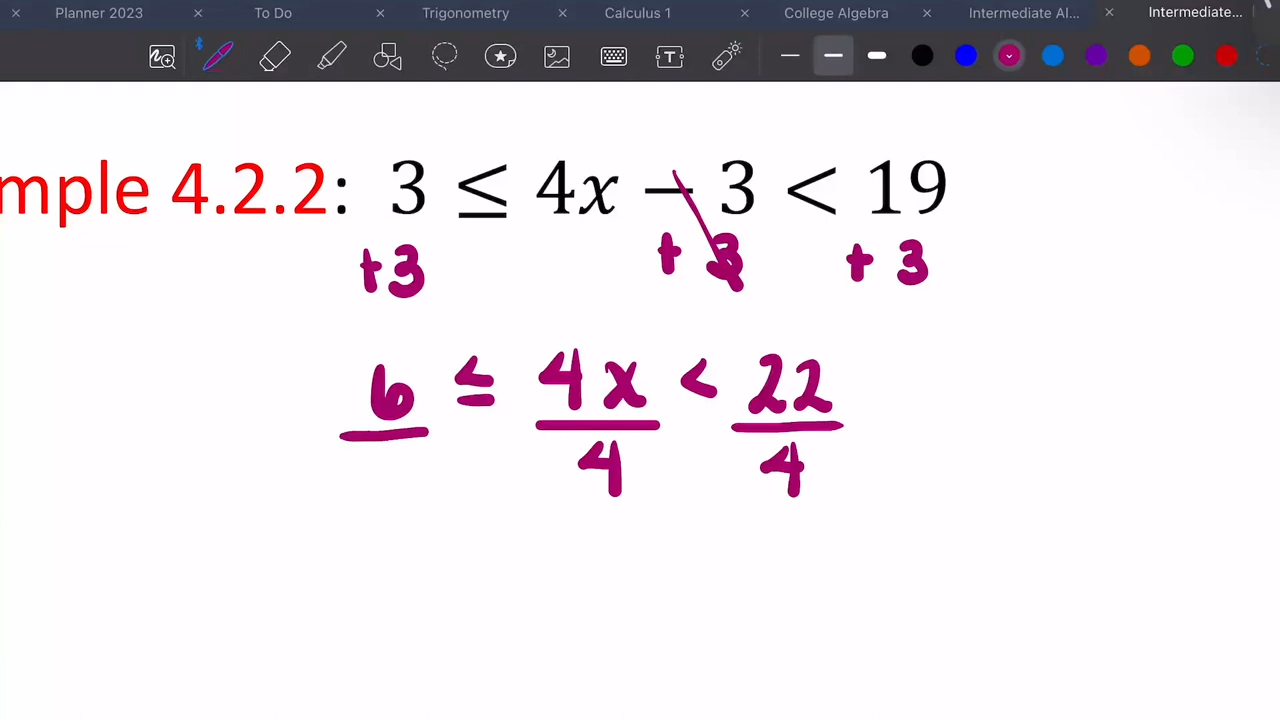 Planner 2023 To Do Trigonometry Calculus 1 College Algebra Intermediate Al... Intermediate...
mple 4.2.2: 3 ≤ 4x − 3 < 19
+3 + 3 + 3
6 ≤ 4x < 22
4 4